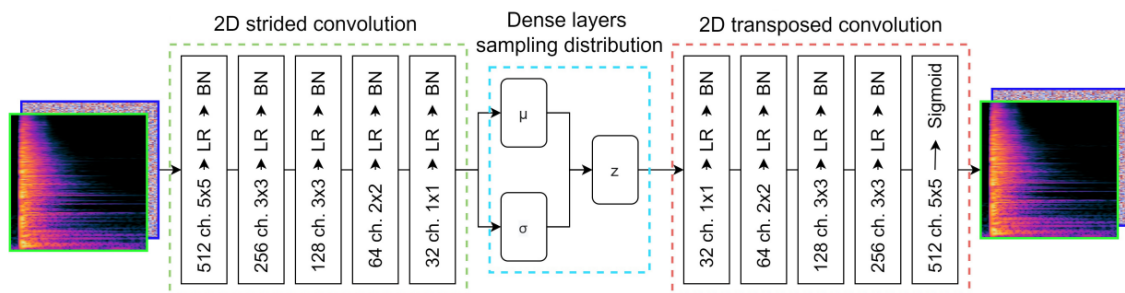 2D strided convolution
Dense layers
sampling distribution
2D transposed convolution
512 ch. 5x5 → LR → BN
256 ch. 3x3 → LR → BN
128 ch. 3x3 → LR → BN
64 ch. 2x2 → LR → BN
32 ch. 1x1 → LR → BN
μ
σ
z
32 ch. 1x1 → LR → BN
64 ch. 2x2 → LR → BN
128 ch. 3x3 → LR → BN
256 ch. 3x3 → LR → BN
512 ch. 5x5 → Sigmoid